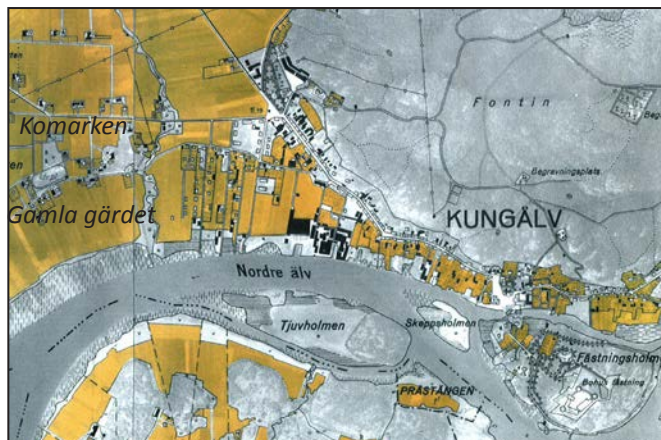 Fontin
Komarken
Begravningsplats
Gamla gärdet
KUNGÄLV
Nordre älv
Tjuvholmen
Skeppsholmen
Fästningsholm
Bohus fästning
PRÄSTÄNGEN